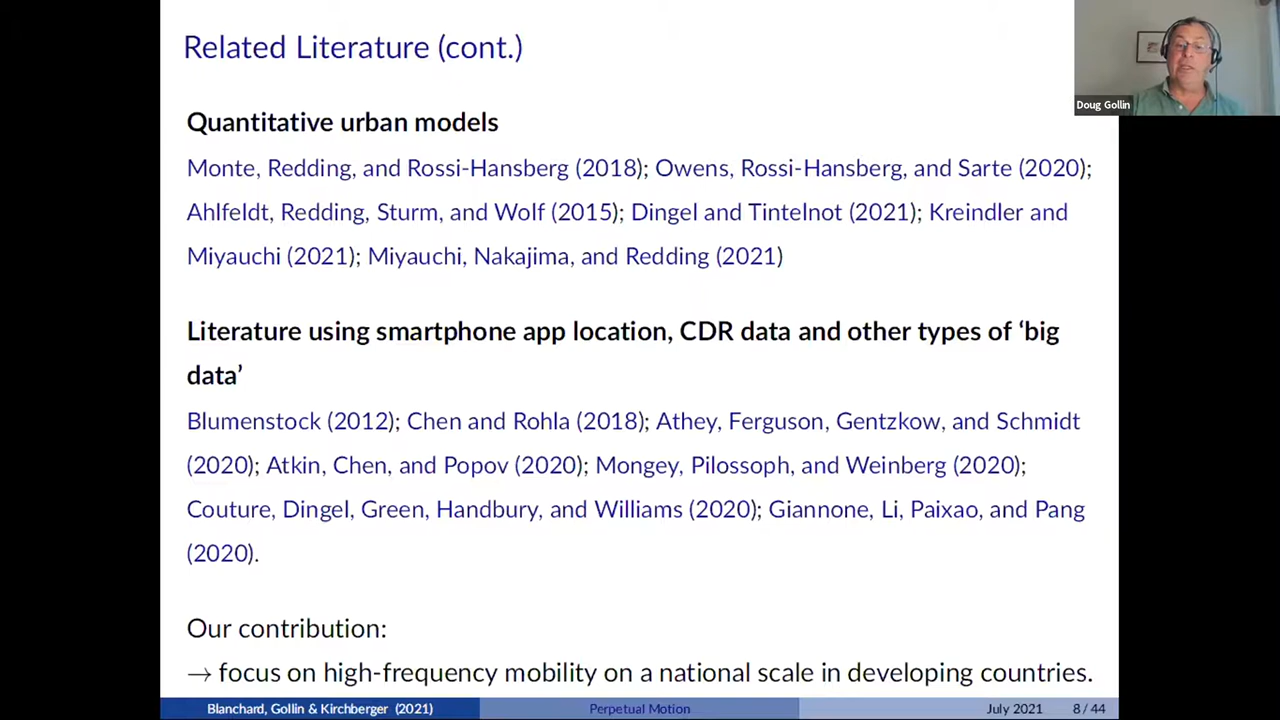 Related Literature (cont.)
Doug Gollin
Quantitative urban models
Monte, Redding, and Rossi-Hansberg (2018); Owens, Rossi-Hansberg, and Sarte (2020);
Ahlfeldt, Redding, Sturm, and Wolf (2015); Dingel and Tintelnot (2021); Kreindler and
Miyauchi (2021); Miyauchi, Nakajima, and Redding (2021)
Literature using smartphone app location, CDR data and other types of ‘big
data’
Blumenstock (2012); Chen and Rohla (2018); Athey, Ferguson, Gentzkow, and Schmidt
(2020); Atkin, Chen, and Popov (2020); Mongey, Pilossoph, and Weinberg (2020);
Couture, Dingel, Green, Handbury, and Williams (2020); Giannone, Li, Paixao, and Pang
(2020).
Our contribution:
→ focus on high-frequency mobility on a national scale in developing countries.
Blanchard, Gollin & Kirchberger (2021) Perpetual Motion July 2021 8 / 44